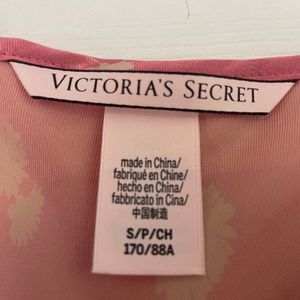 VICTORIA'S SECRET
made in China/
fabriqué en Chine/
hecho en China/
fabbricato in Cina/
中国制造
S/P/CH
170/88A